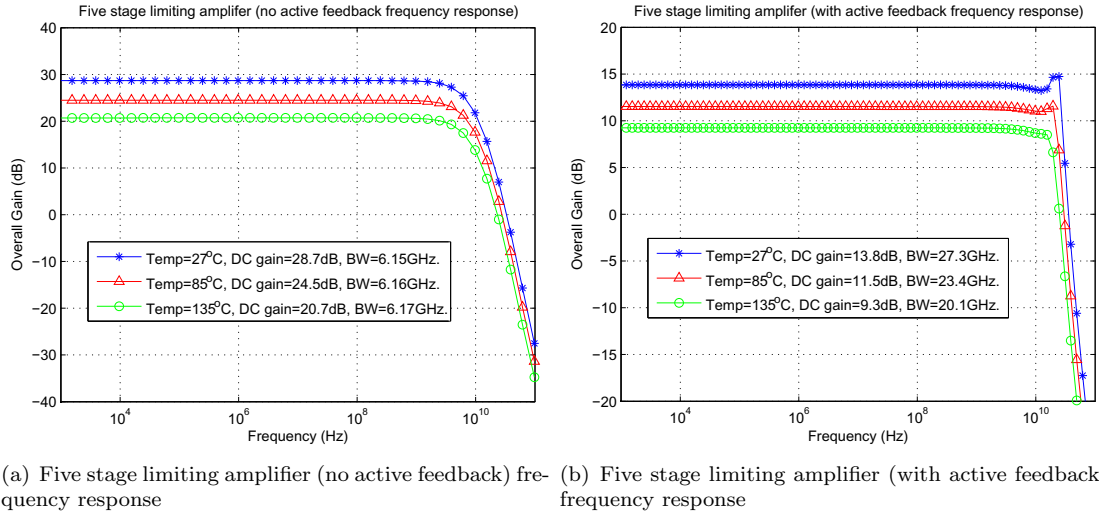 Five stage limiting amplifer (no active feedback frequency response)
40
30
20
10
0
−10
−20
−30
−40
Overall Gain (dB)
10^4
10^6
10^8
10^10
Frequency (Hz)
Temp=27°C, DC gain=28.7dB, BW=6.15GHz.
Temp=85°C, DC gain=24.5dB, BW=6.16GHz.
Temp=135°C, DC gain=20.7dB, BW=6.17GHz.
Five stage limiting amplifer (with active feedback frequency response)
20
15
10
5
0
−5
−10
−15
−20
Overall Gain (dB)
10^4
10^6
10^8
10^10
Frequency (Hz)
Temp=27°C, DC gain=13.8dB, BW=27.3GHz.
Temp=85°C, DC gain=11.5dB, BW=23.4GHz.
Temp=135°C, DC gain=9.3dB, BW=20.1GHz.
(a) Five stage limiting amplifier (no active feedback) fre-
quency response
(b) Five stage limiting amplifier (with active feedback
frequency response